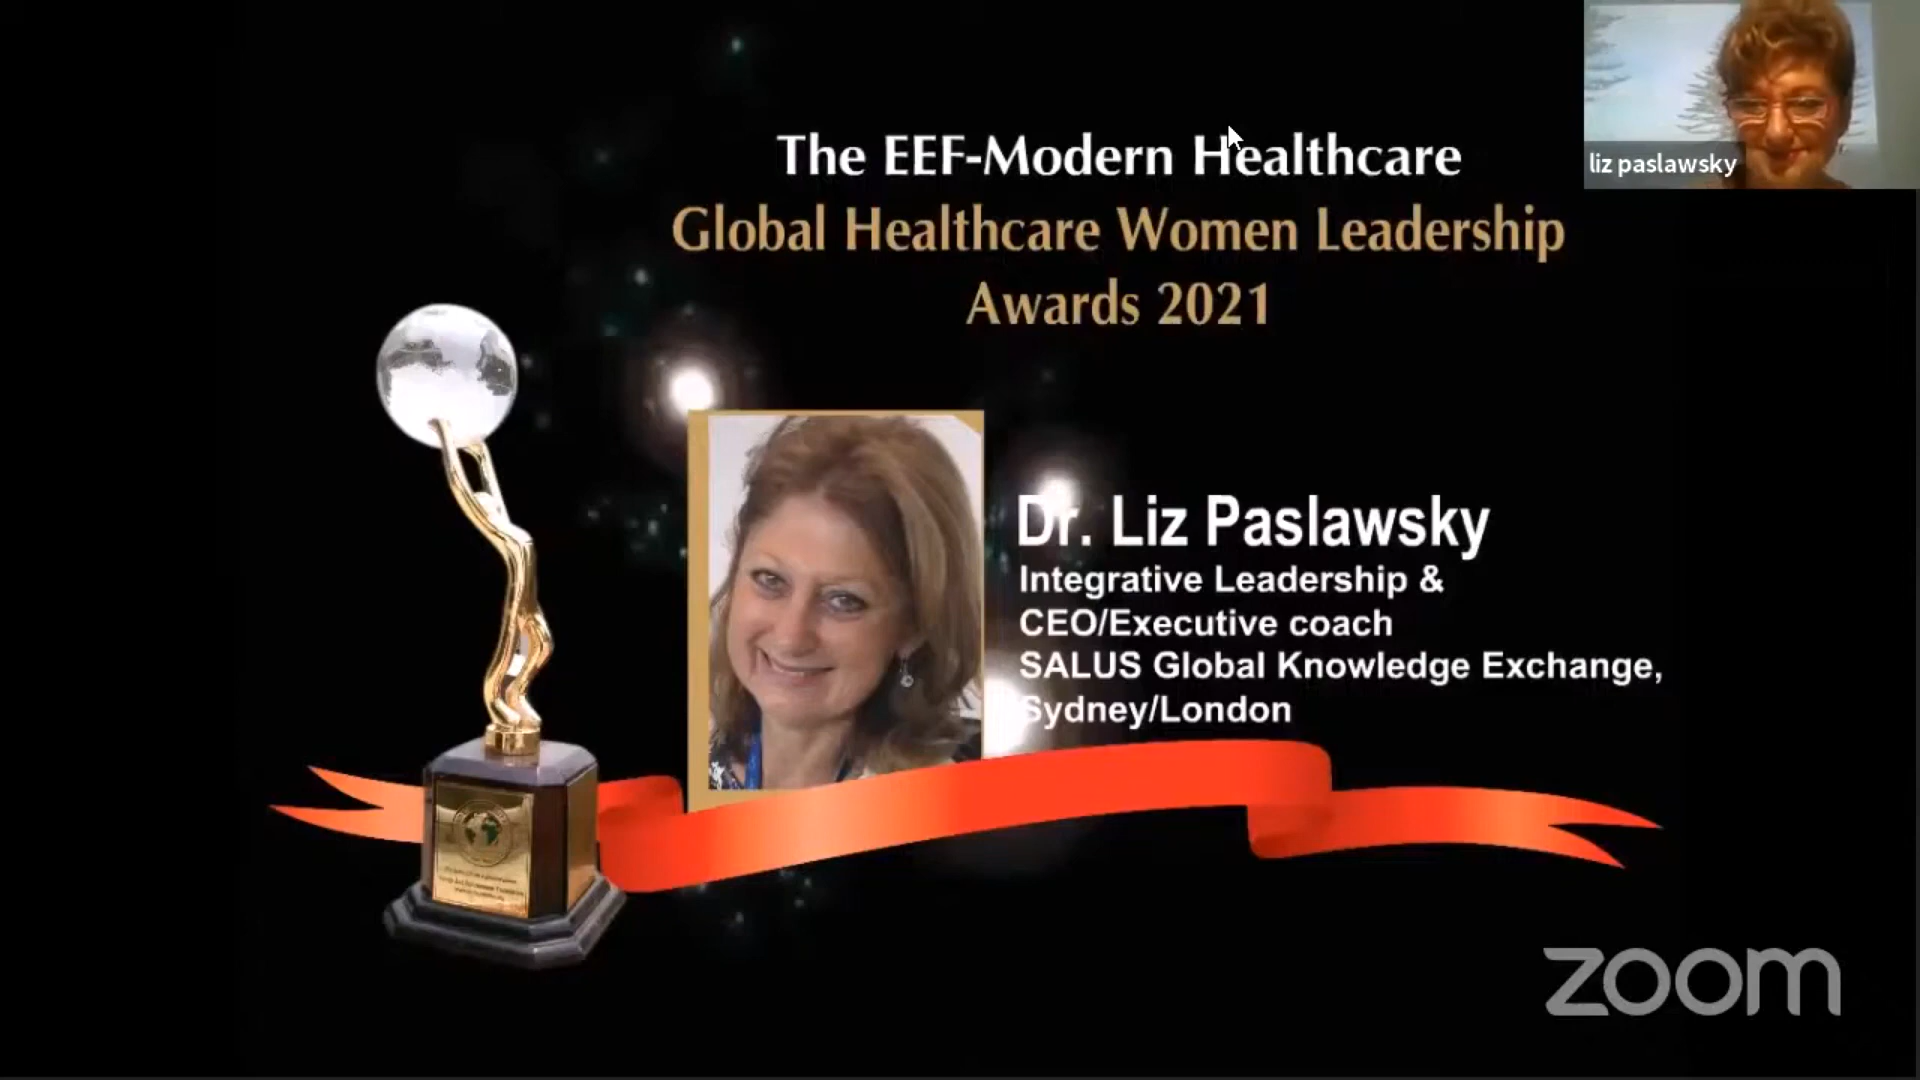 The EEF-Modern Healthcare
Global Healthcare Women Leadership
Awards 2021
liz paslawsky
Dr. Liz Paslawsky
Integrative Leadership &
CEO/Executive coach
SALUS Global Knowledge Exchange,
Sydney/London
zoom